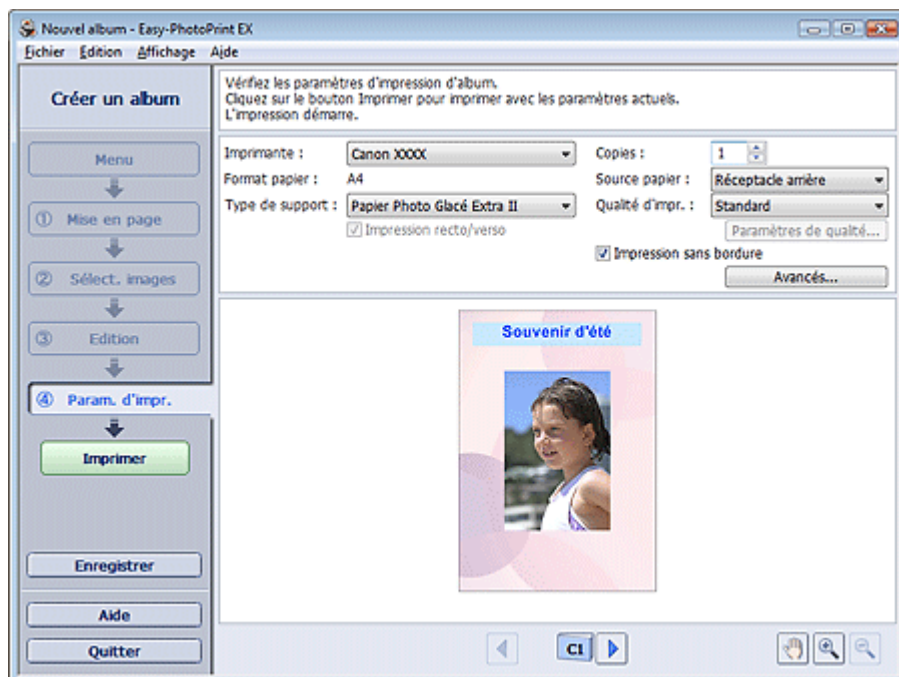 Nouvel album - Easy-PhotoPrint EX
Fichier Édition Affichage Aide
Créer un album
Menu
① Mise en page
② Sélect. images
③ Edition
④ Param. d'impr.
Imprimer
Enregistrer
Aide
Quitter
Vérifiez les paramètres d'impression d'album.
Cliquez sur le bouton Imprimer pour imprimer avec les paramètres actuels.
L'impression démarre.
Imprimante : Canon XXXX Copies : 1
Format papier : A4 Source papier : Réceptacle arrière
Type de support : Papier Photo Glacé Extra II Qualité d'impr. : Standard
Impression recto/verso Paramètres de qualité...
Impression sans bordure
Avancés...
Souvenir d'été
C1